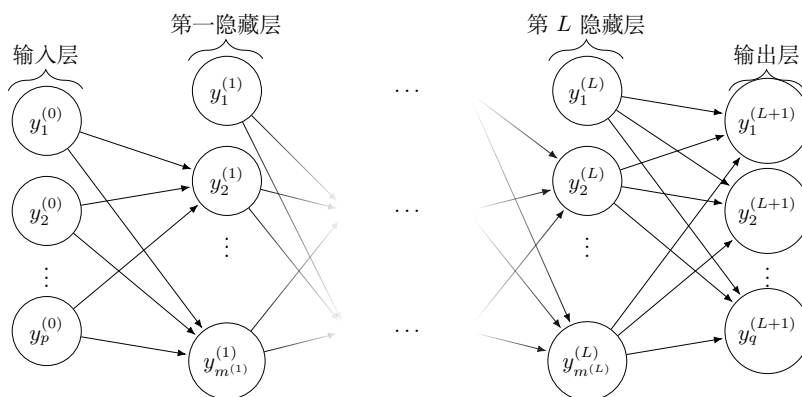 第一隐藏层
第 L 隐藏层
输入层
输出层
y_1^{(0)}
y_1^{(1)}
...
y_1^{(L)}
y_1^{(L+1)}
y_2^{(0)}
y_2^{(1)}
...
y_2^{(L)}
y_2^{(L+1)}
⋮
⋮
⋮
⋮
y_p^{(0)}
y_{m^{(1)}}^{(1)}
...
y_{m^{(L)}}^{(L)}
y_q^{(L+1)}